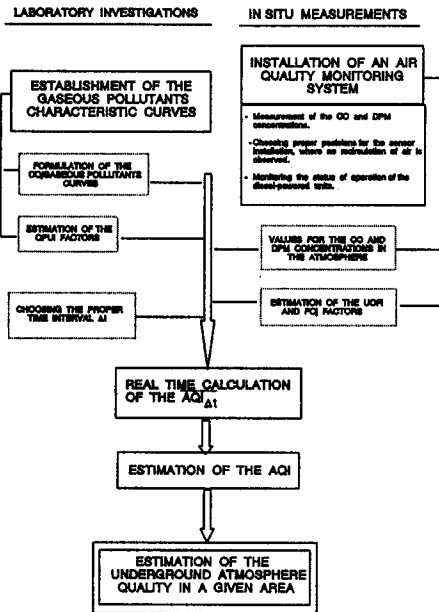 LABORATORY INVESTIGATIONS
IN SITU MEASUREMENTS
ESTABLISHMENT OF THE
GASEOUS POLLUTANTS
CHARACTERISTIC CURVES
FORMULATION OF THE
CO/GASEOUS POLLUTANTS
CURVES
ESTIMATION OF THE
FACTORS
CHOOSING THE PROPER
TIME INTERVAL Δt
INSTALLATION OF AN AIR
QUALITY MONITORING
SYSTEM
- Measurement of the CO and DPM
concentrations.
- Choosing proper positions for the sensor
installation, where no recirculation of air is
observed.
- Monitoring the status of operation of the
diesel-powered units.
VALUES FOR THE CO AND
DPM CONCENTRATIONS IN
THE ATMOSPHERE
ESTIMATION OF THE
AND FACTORS
REAL TIME CALCULATION
OF THE AQI Δt
ESTIMATION OF THE AQI
ESTIMATION OF THE
UNDERGROUND ATMOSPHERE
QUALITY IN A GIVEN AREA